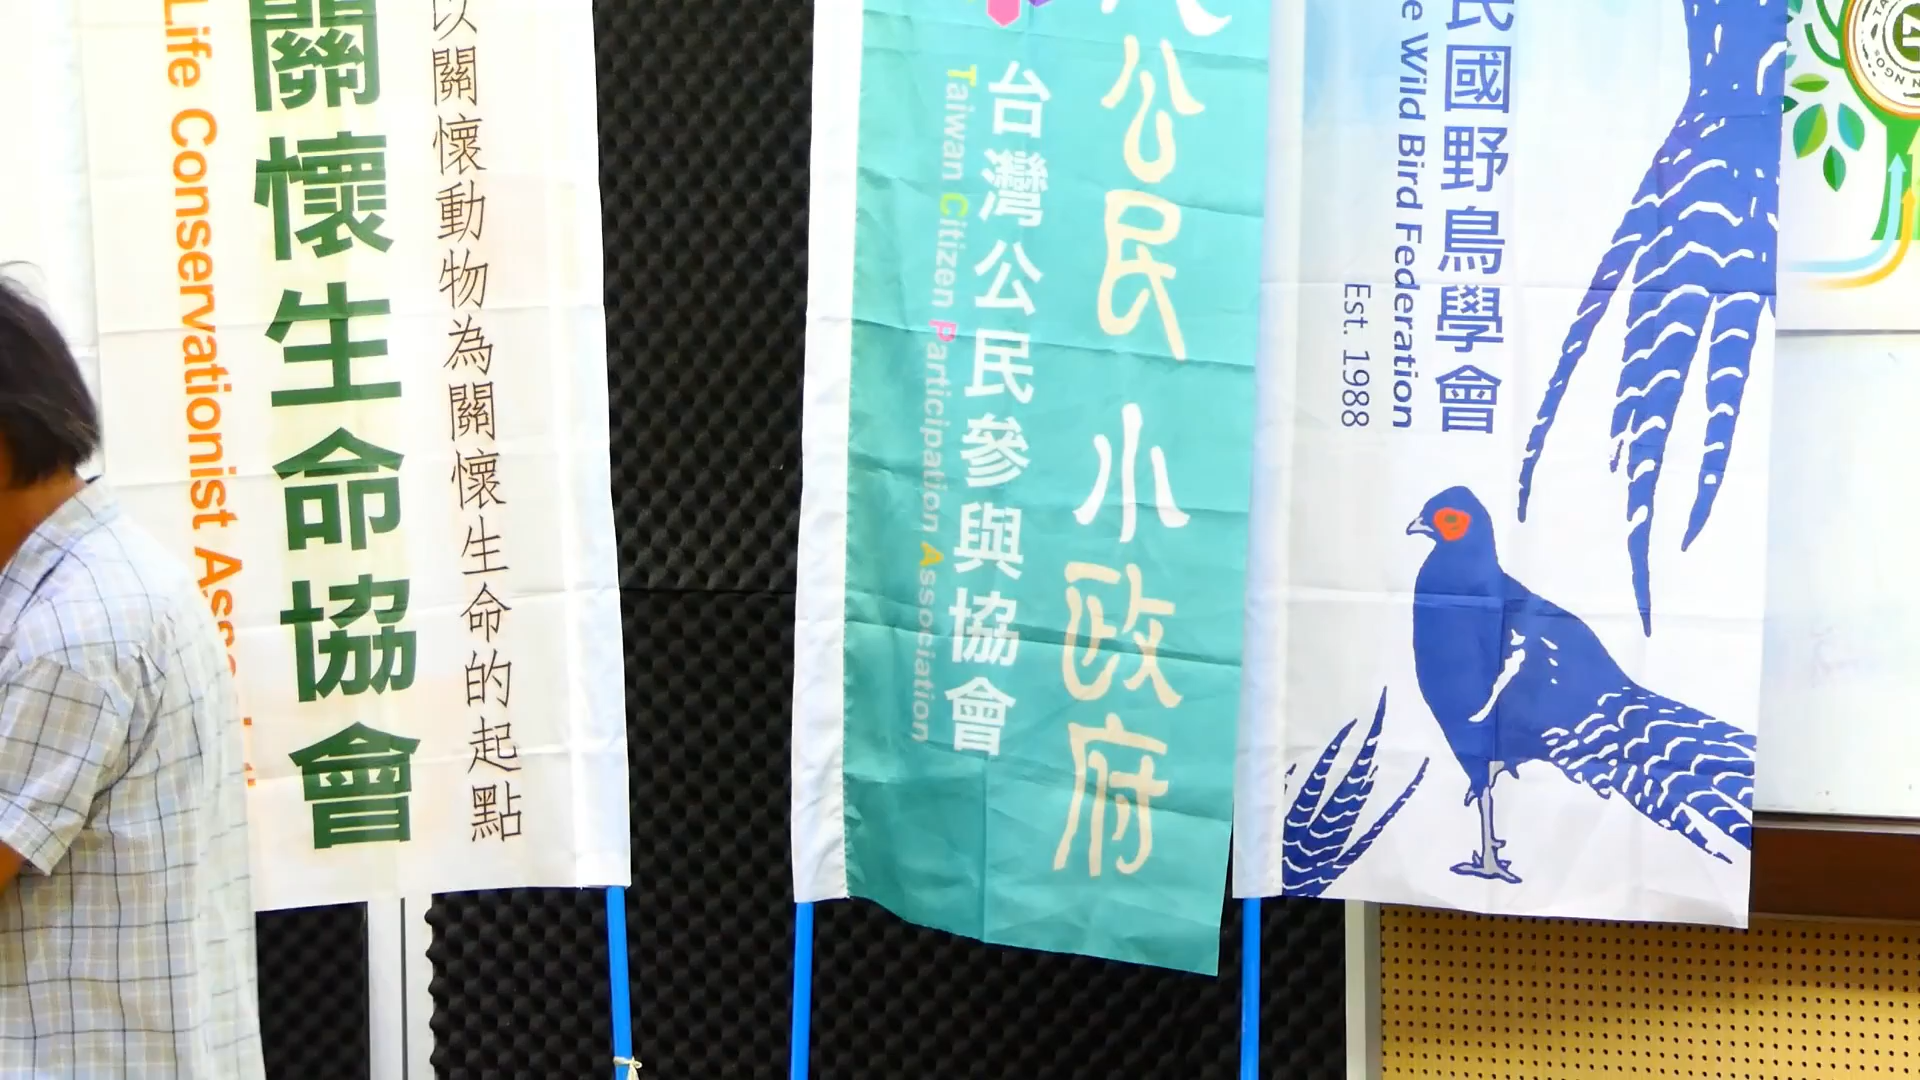 Life Conservationist
關懷生命協會
以關懷動物為關懷生命的起點
Taiwan Citizen Participation Association
台灣公民參與協會
公民 小政府
Est. 1988
e Wild Bird Federation
民國野鳥學會